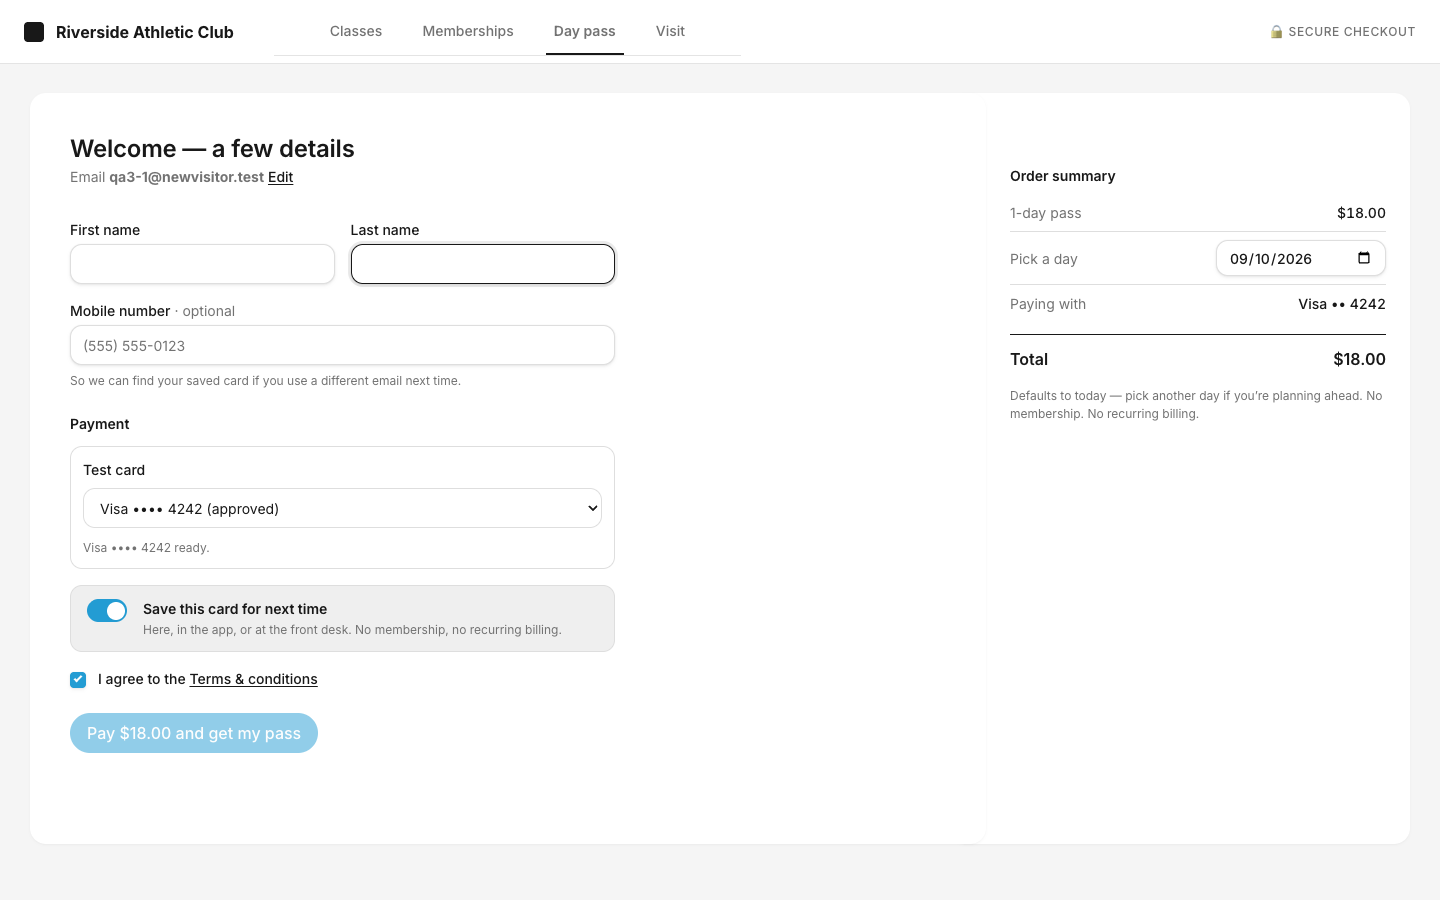 Riverside Athletic Club
Classes
Memberships
Day pass
Visit
SECURE CHECKOUT
Welcome — a few details
Email qa3-1@newvisitor.test Edit
First name
Last name
Mobile number · optional
(555) 555-0123
So we can find your saved card if you use a different email next time.
Payment
Test card
Visa •••• 4242 (approved)
Visa •••• 4242 ready.
Save this card for next time
Here, in the app, or at the front desk. No membership, no recurring billing.
I agree to the Terms & conditions
Pay $18.00 and get my pass
Order summary
1-day pass $18.00
Pick a day 09/10/2026
Paying with Visa •• 4242
Total $18.00
Defaults to today — pick another day if you’re planning ahead. No
membership. No recurring billing.